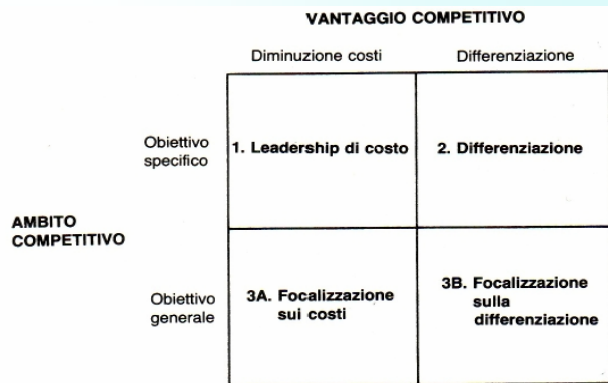 VANTAGGIO COMPETITIVO
Diminuzione costi
Differenziazione
Obiettivo
specifico
1. Leadership di costo
2. Differenziazione
AMBITO
COMPETITIVO
Obiettivo
generale
3A. Focalizzazione
sui costi
3B. Focalizzazione
sulla
differenziazione